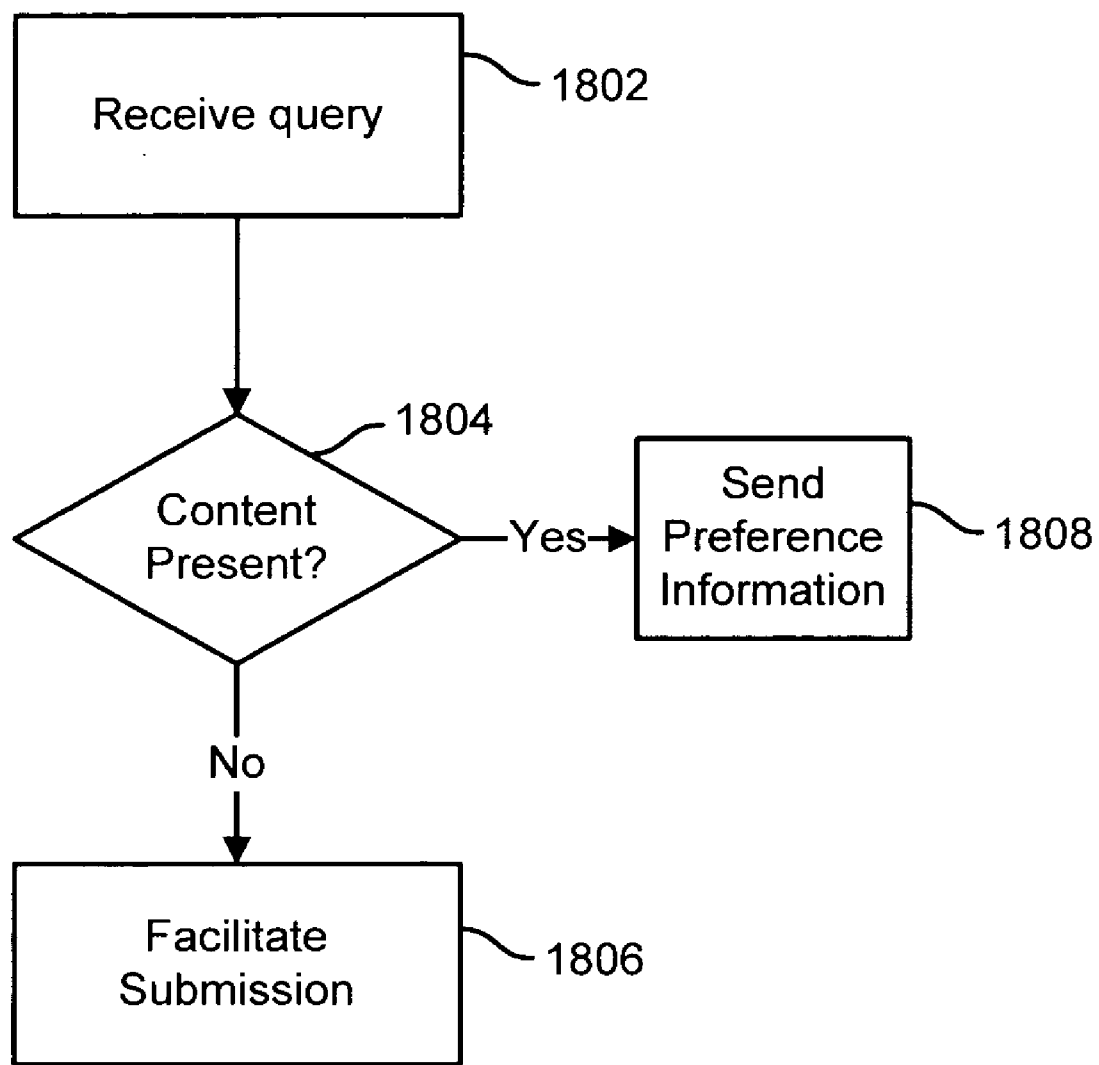 Receive query
1802
1804
Content
Present?
Yes
Send
Preference
Information
1808
No
Facilitate
Submission
1806